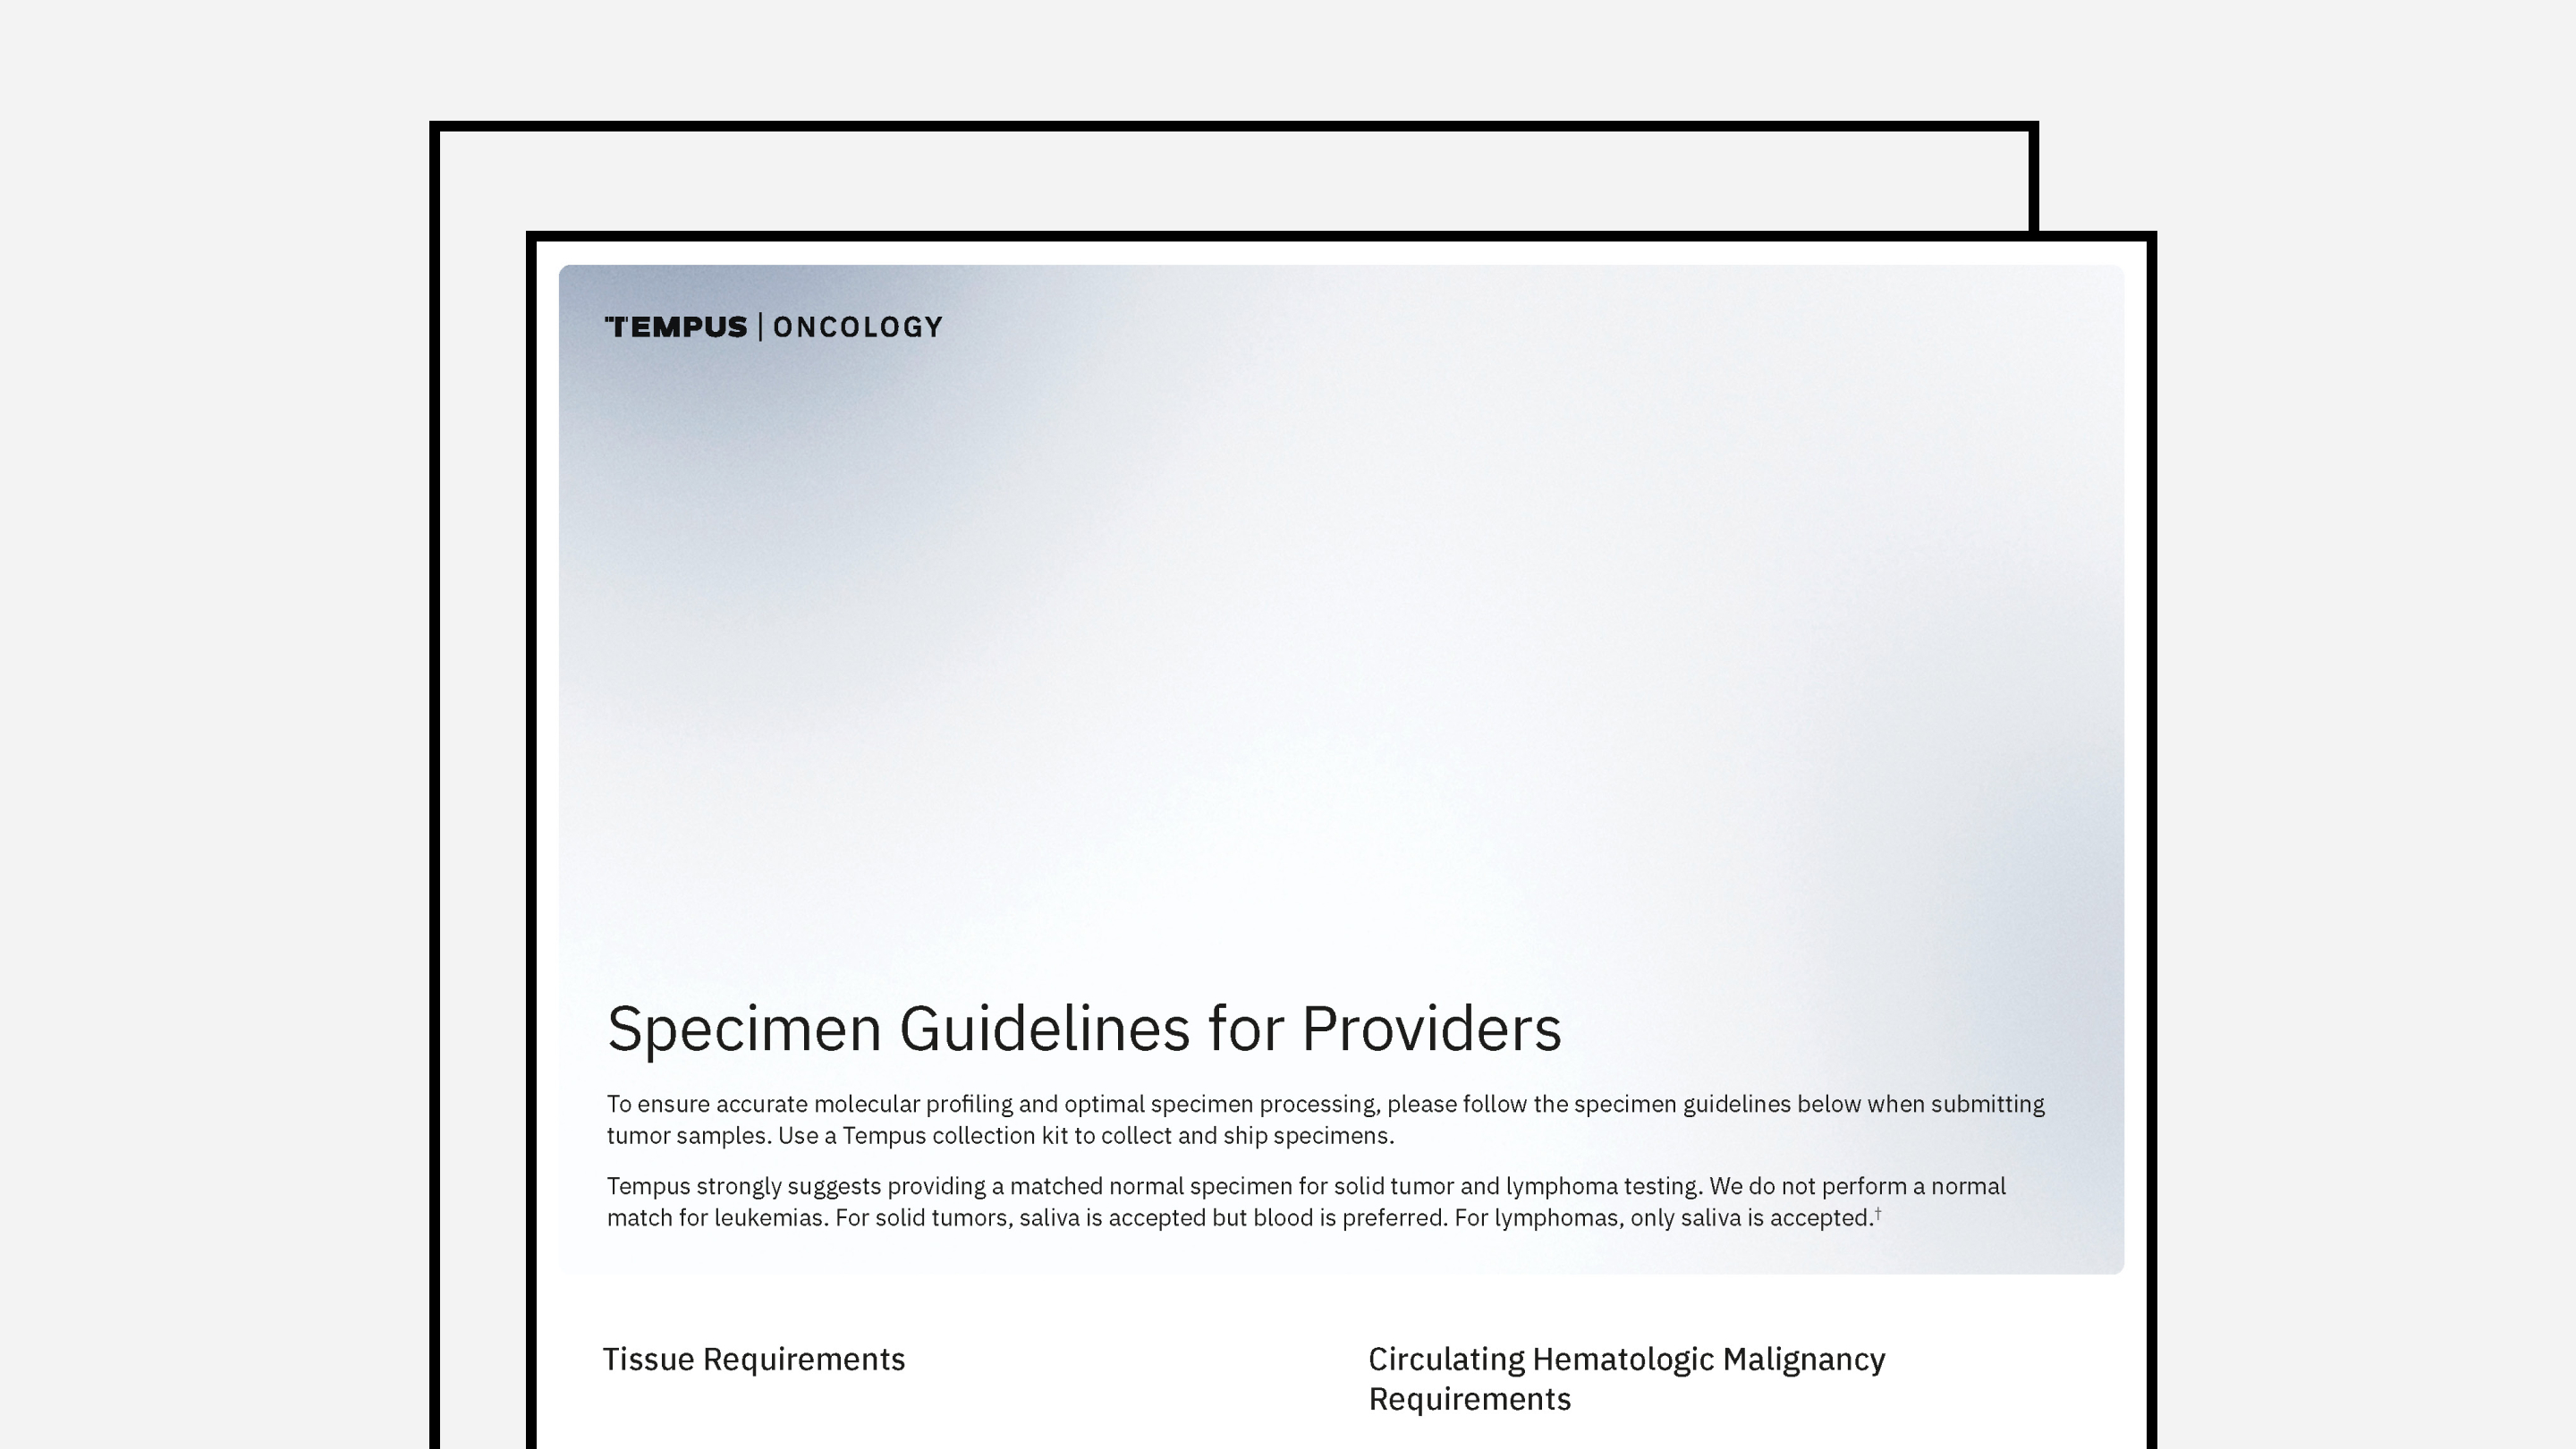 TEMPUS | ONCOLOGY
Specimen Guidelines for Providers
To ensure accurate molecular profiling and optimal specimen processing, please follow the specimen guidelines below when submitting
tumor samples. Use a Tempus collection kit to collect and ship specimens.
Tempus strongly suggests providing a matched normal specimen for solid tumor and lymphoma testing. We do not perform a normal
match for leukemias. For solid tumors, saliva is accepted but blood is preferred. For lymphomas, only saliva is accepted.†
Tissue Requirements
Circulating Hematologic Malignancy
Requirements